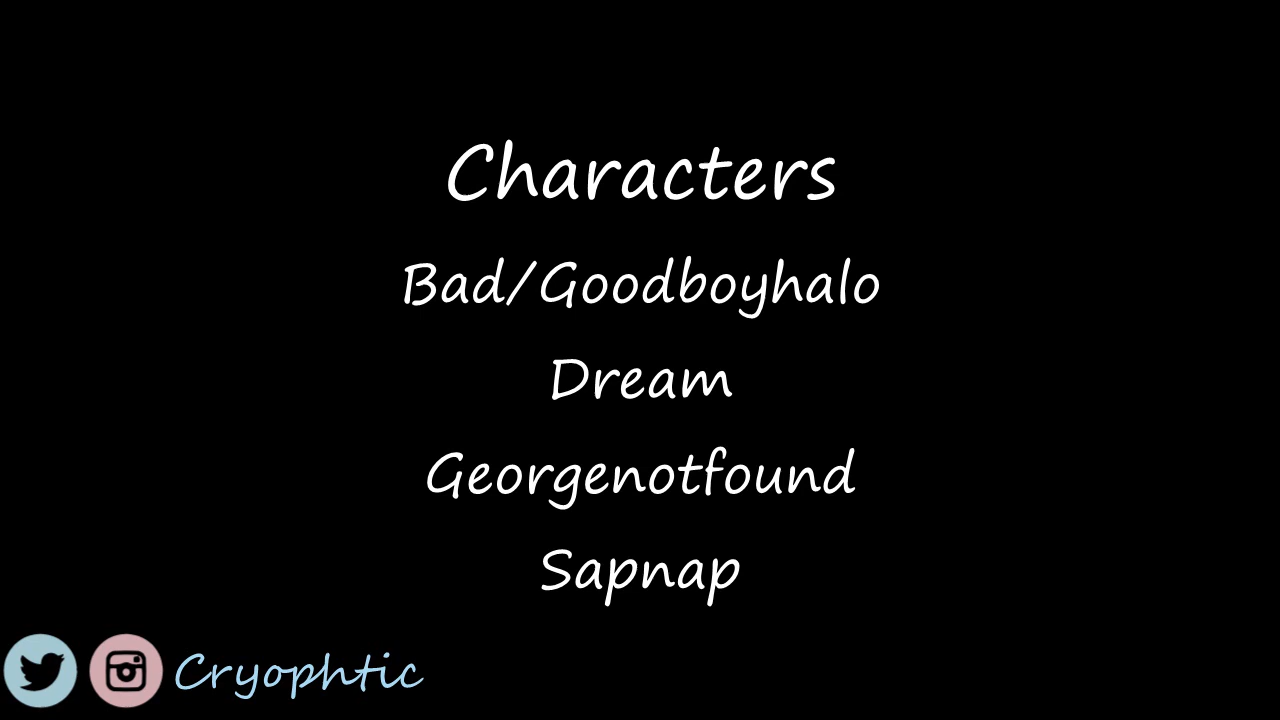 Characters
Bad/Goodboyhalo
Dream
Georgenotfound
Sapnap
Cryophtic